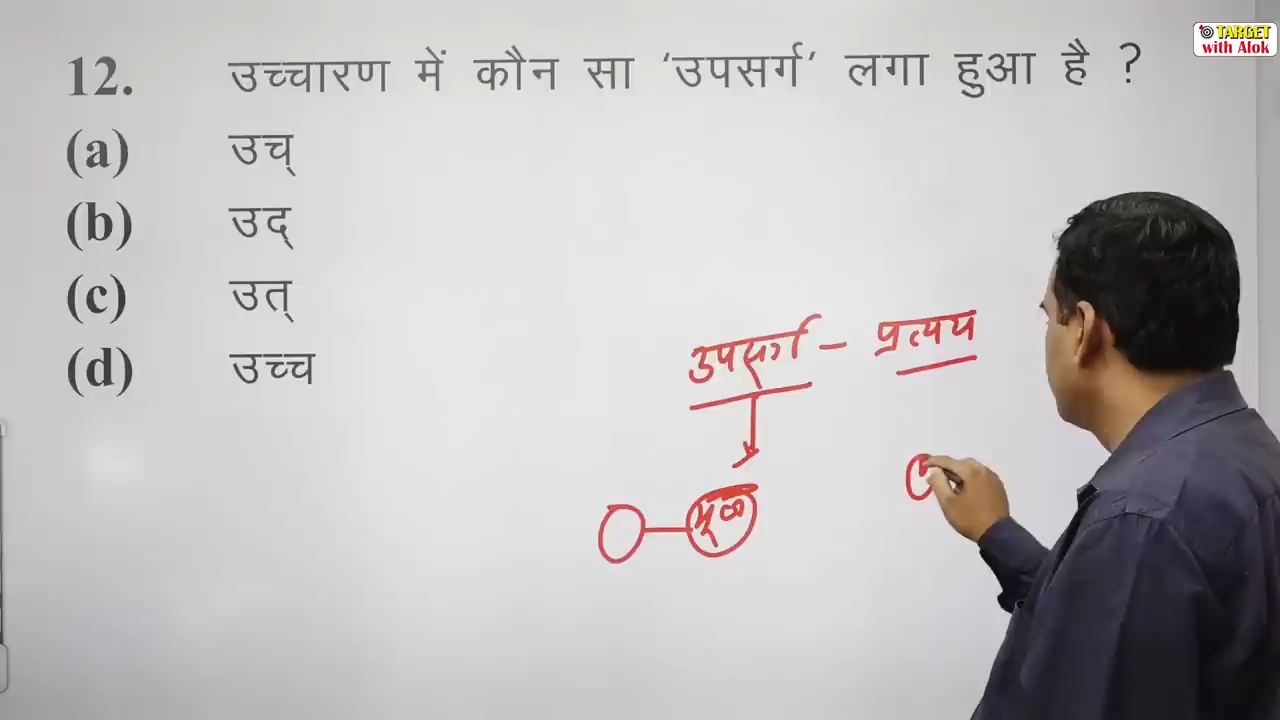 TARGET
with Alok
12. उच्चारण में कौन सा ‘उपसर्ग’ लगा हुआ है ?
(a) उच्
(b) उद्
(c) उत्
(d) उच्च
उपसर्ग – प्रत्यय
मूल